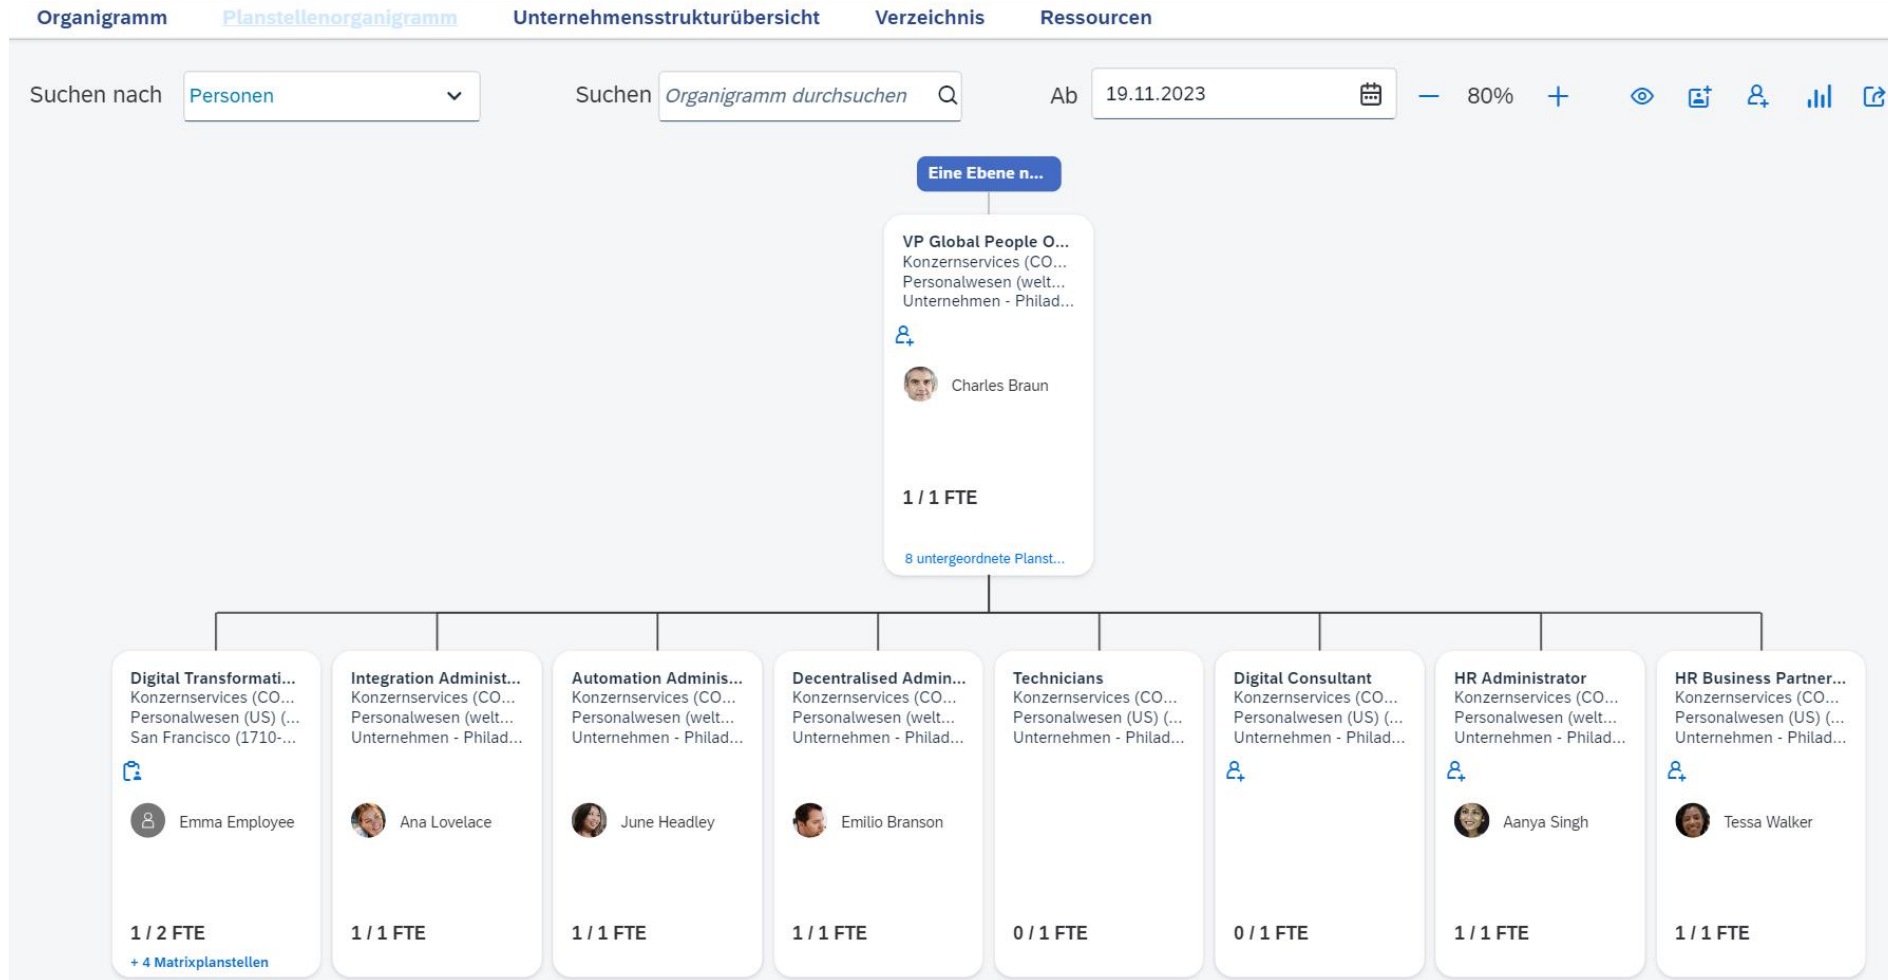 Organigramm Planstellenorganigramm Unternehmensstrukturübersicht Verzeichnis Ressourcen
Suchen nach Personen Suchen Organigramm durchsuchen Ab 19.11.2023 80%
Eine Ebene n...
VP Global People O...
Konzernservices (CO...
Personalwesen (welt...
Unternehmen - Philad...
Charles Braun
1 / 1 FTE
8 untergeordnete Planst...
Digital Transformati...
Konzernservices (CO...
Personalwesen (US) (...
San Francisco (1710-...
Emma Employee
1 / 2 FTE
+ 4 Matrixplanstellen
Integration Administ...
Konzernservices (CO...
Personalwesen (welt...
Unternehmen - Philad...
Ana Lovelace
1 / 1 FTE
Automation Adminis...
Konzernservices (CO...
Personalwesen (welt...
Unternehmen - Philad...
June Headley
1 / 1 FTE
Decentralised Admin...
Konzernservices (CO...
Personalwesen (welt...
Unternehmen - Philad...
Emilio Branson
1 / 1 FTE
Technicians
Konzernservices (CO...
Personalwesen (US) (...
Unternehmen - Philad...
0 / 1 FTE
Digital Consultant
Konzernservices (CO...
Personalwesen (US) (...
Unternehmen - Philad...
0 / 1 FTE
HR Administrator
Konzernservices (CO...
Personalwesen (welt...
Unternehmen - Philad...
Aanya Singh
1 / 1 FTE
HR Business Partner...
Konzernservices (CO...
Personalwesen (US) (...
Unternehmen - Philad...
Tessa Walker
1 / 1 FTE